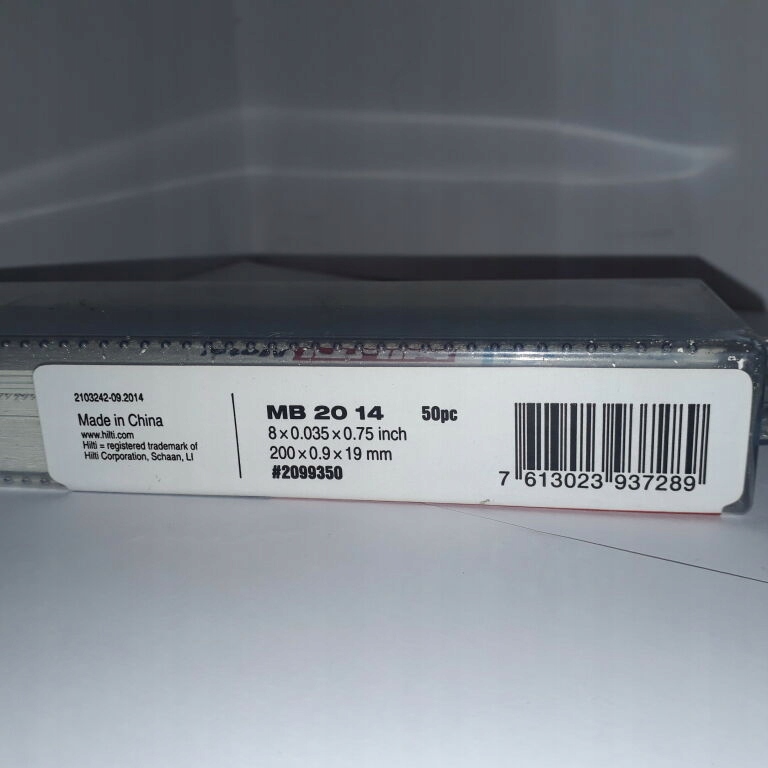 2103242-09.2014
Made in China
www.hilti.com
Hilti = registered trademark of
Hilti Corporation, Schaan, LI
MB 20 14 50pc
8 x 0.035 x 0.75 inch
200 x 0.9 x 19 mm
#2099350
7 613023 937289